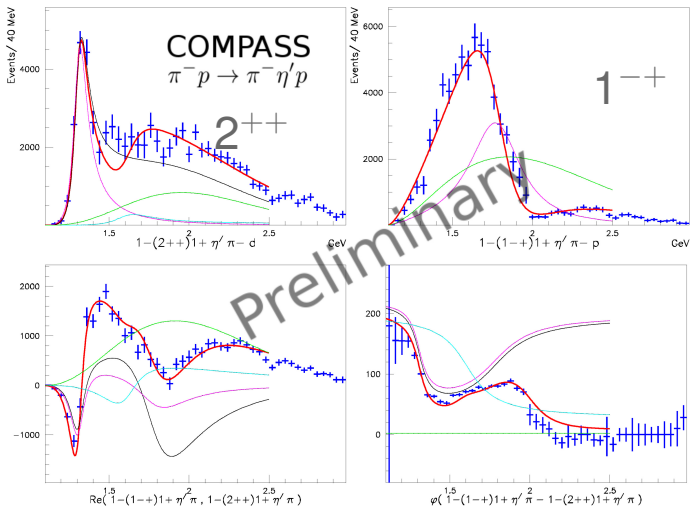 Events/ 40 MeV
4000
2000
COMPASS
π⁻p → π⁻η′p
2⁺⁺
1.5
2
2.5
1-(2++)1+ η′ π- d
GeV
Events/ 40 MeV
6000
4000
2000
0
1⁻⁺
1.5
2
2.5
1-(1-+)1+ η′ π- p
GeV
Preliminary
2000
1000
0
-1000
1.5
2
2.5
Re( 1-(1-+)1+ η′ π , 1-(2++)1+ η′ π )
200
100
0
1.5
2
2.5
φ( 1-(1-+)1+ η′ π - 1-(2++)1+ η′ π )